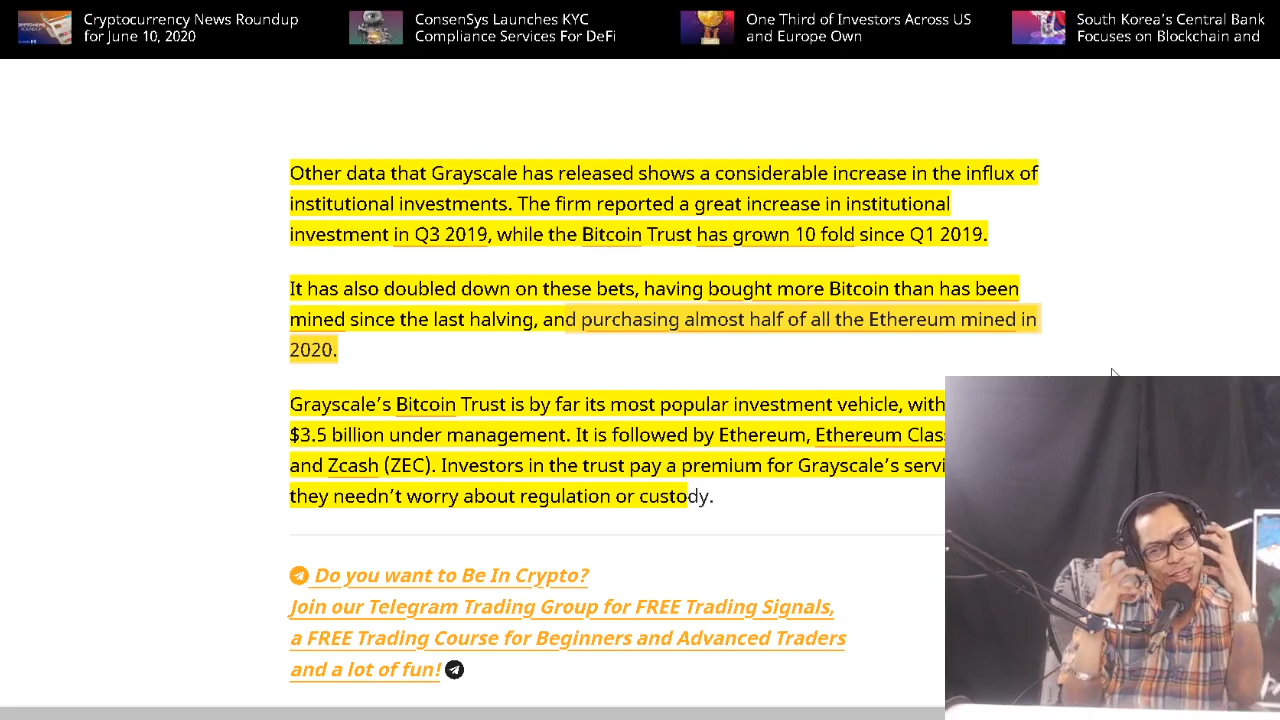 Cryptocurrency News Roundup
for June 10, 2020
ConsenSys Launches KYC
Compliance Services For DeFi
One Third of Investors Across US
and Europe Own
South Korea's Central Bank
Focuses on Blockchain and
Other data that Grayscale has released shows a considerable increase in the influx of
institutional investments. The firm reported a great increase in institutional
investment in Q3 2019, while the Bitcoin Trust has grown 10 fold since Q1 2019.
It has also doubled down on these bets, having bought more Bitcoin than has been
mined since the last halving, and purchasing almost half of all the Ethereum mined in
2020.
Grayscale's Bitcoin Trust is by far its most popular investment vehicle, with
$3.5 billion under management. It is followed by Ethereum, Ethereum
and Zcash (ZEC). Investors in the trust pay a premium for Grayscale's
they needn't worry about regulation or custody.
Do you want to Be In Crypto?
Join our Telegram Trading Group for FREE Trading Signals,
a FREE Trading Course for Beginners and Advanced Traders
and a lot of fun!